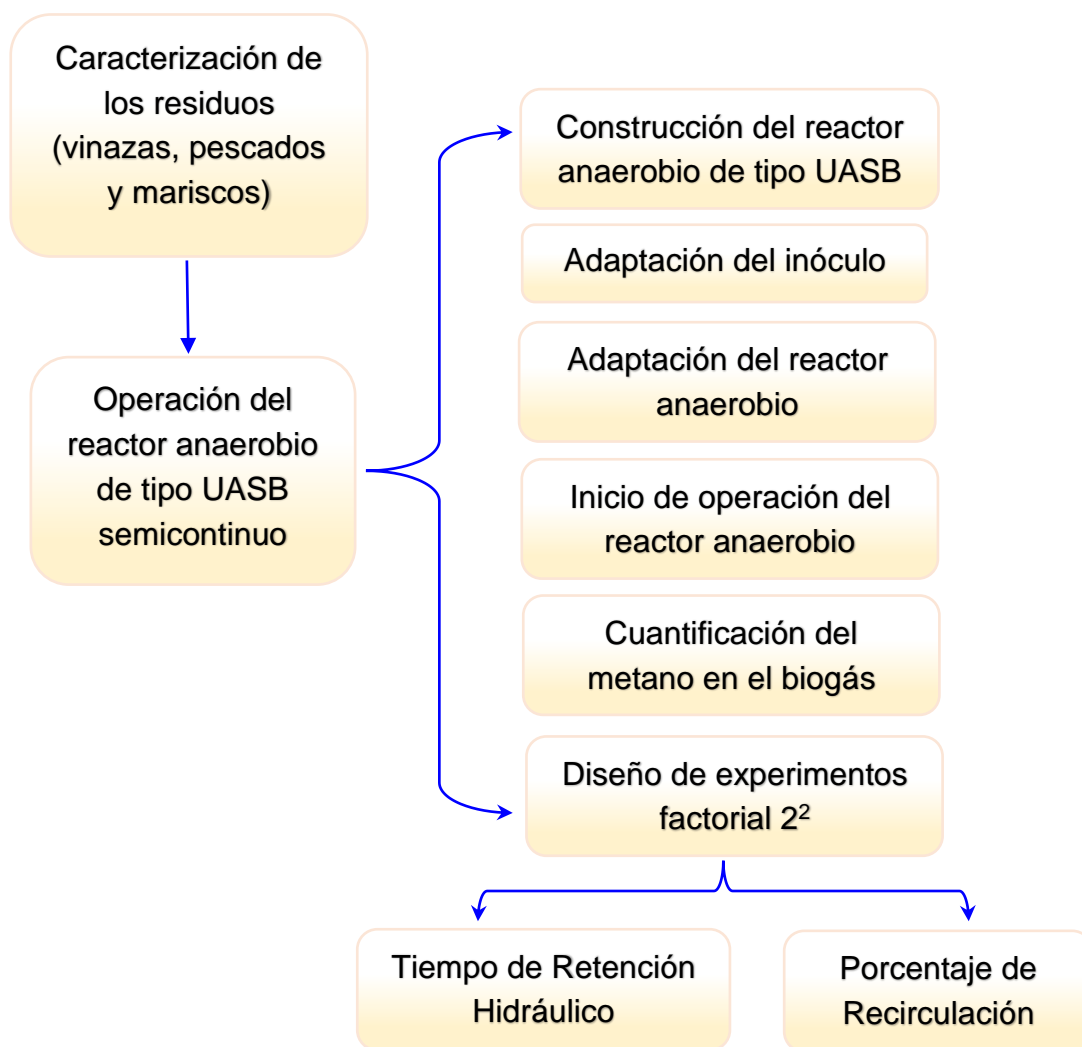 Caracterización de
los residuos
(vinazas, pescados
y mariscos)
Operación del
reactor anaerobio
de tipo UASB
semicontinuo
Construcción del reactor
anaerobio de tipo UASB
Adaptación del inóculo
Adaptación del reactor
anaerobio
Inicio de operación del
reactor anaerobio
Cuantificación del
metano en el biogás
Diseño de experimentos
factorial 2²
Tiempo de Retención
Hidráulico
Porcentaje de
Recirculación